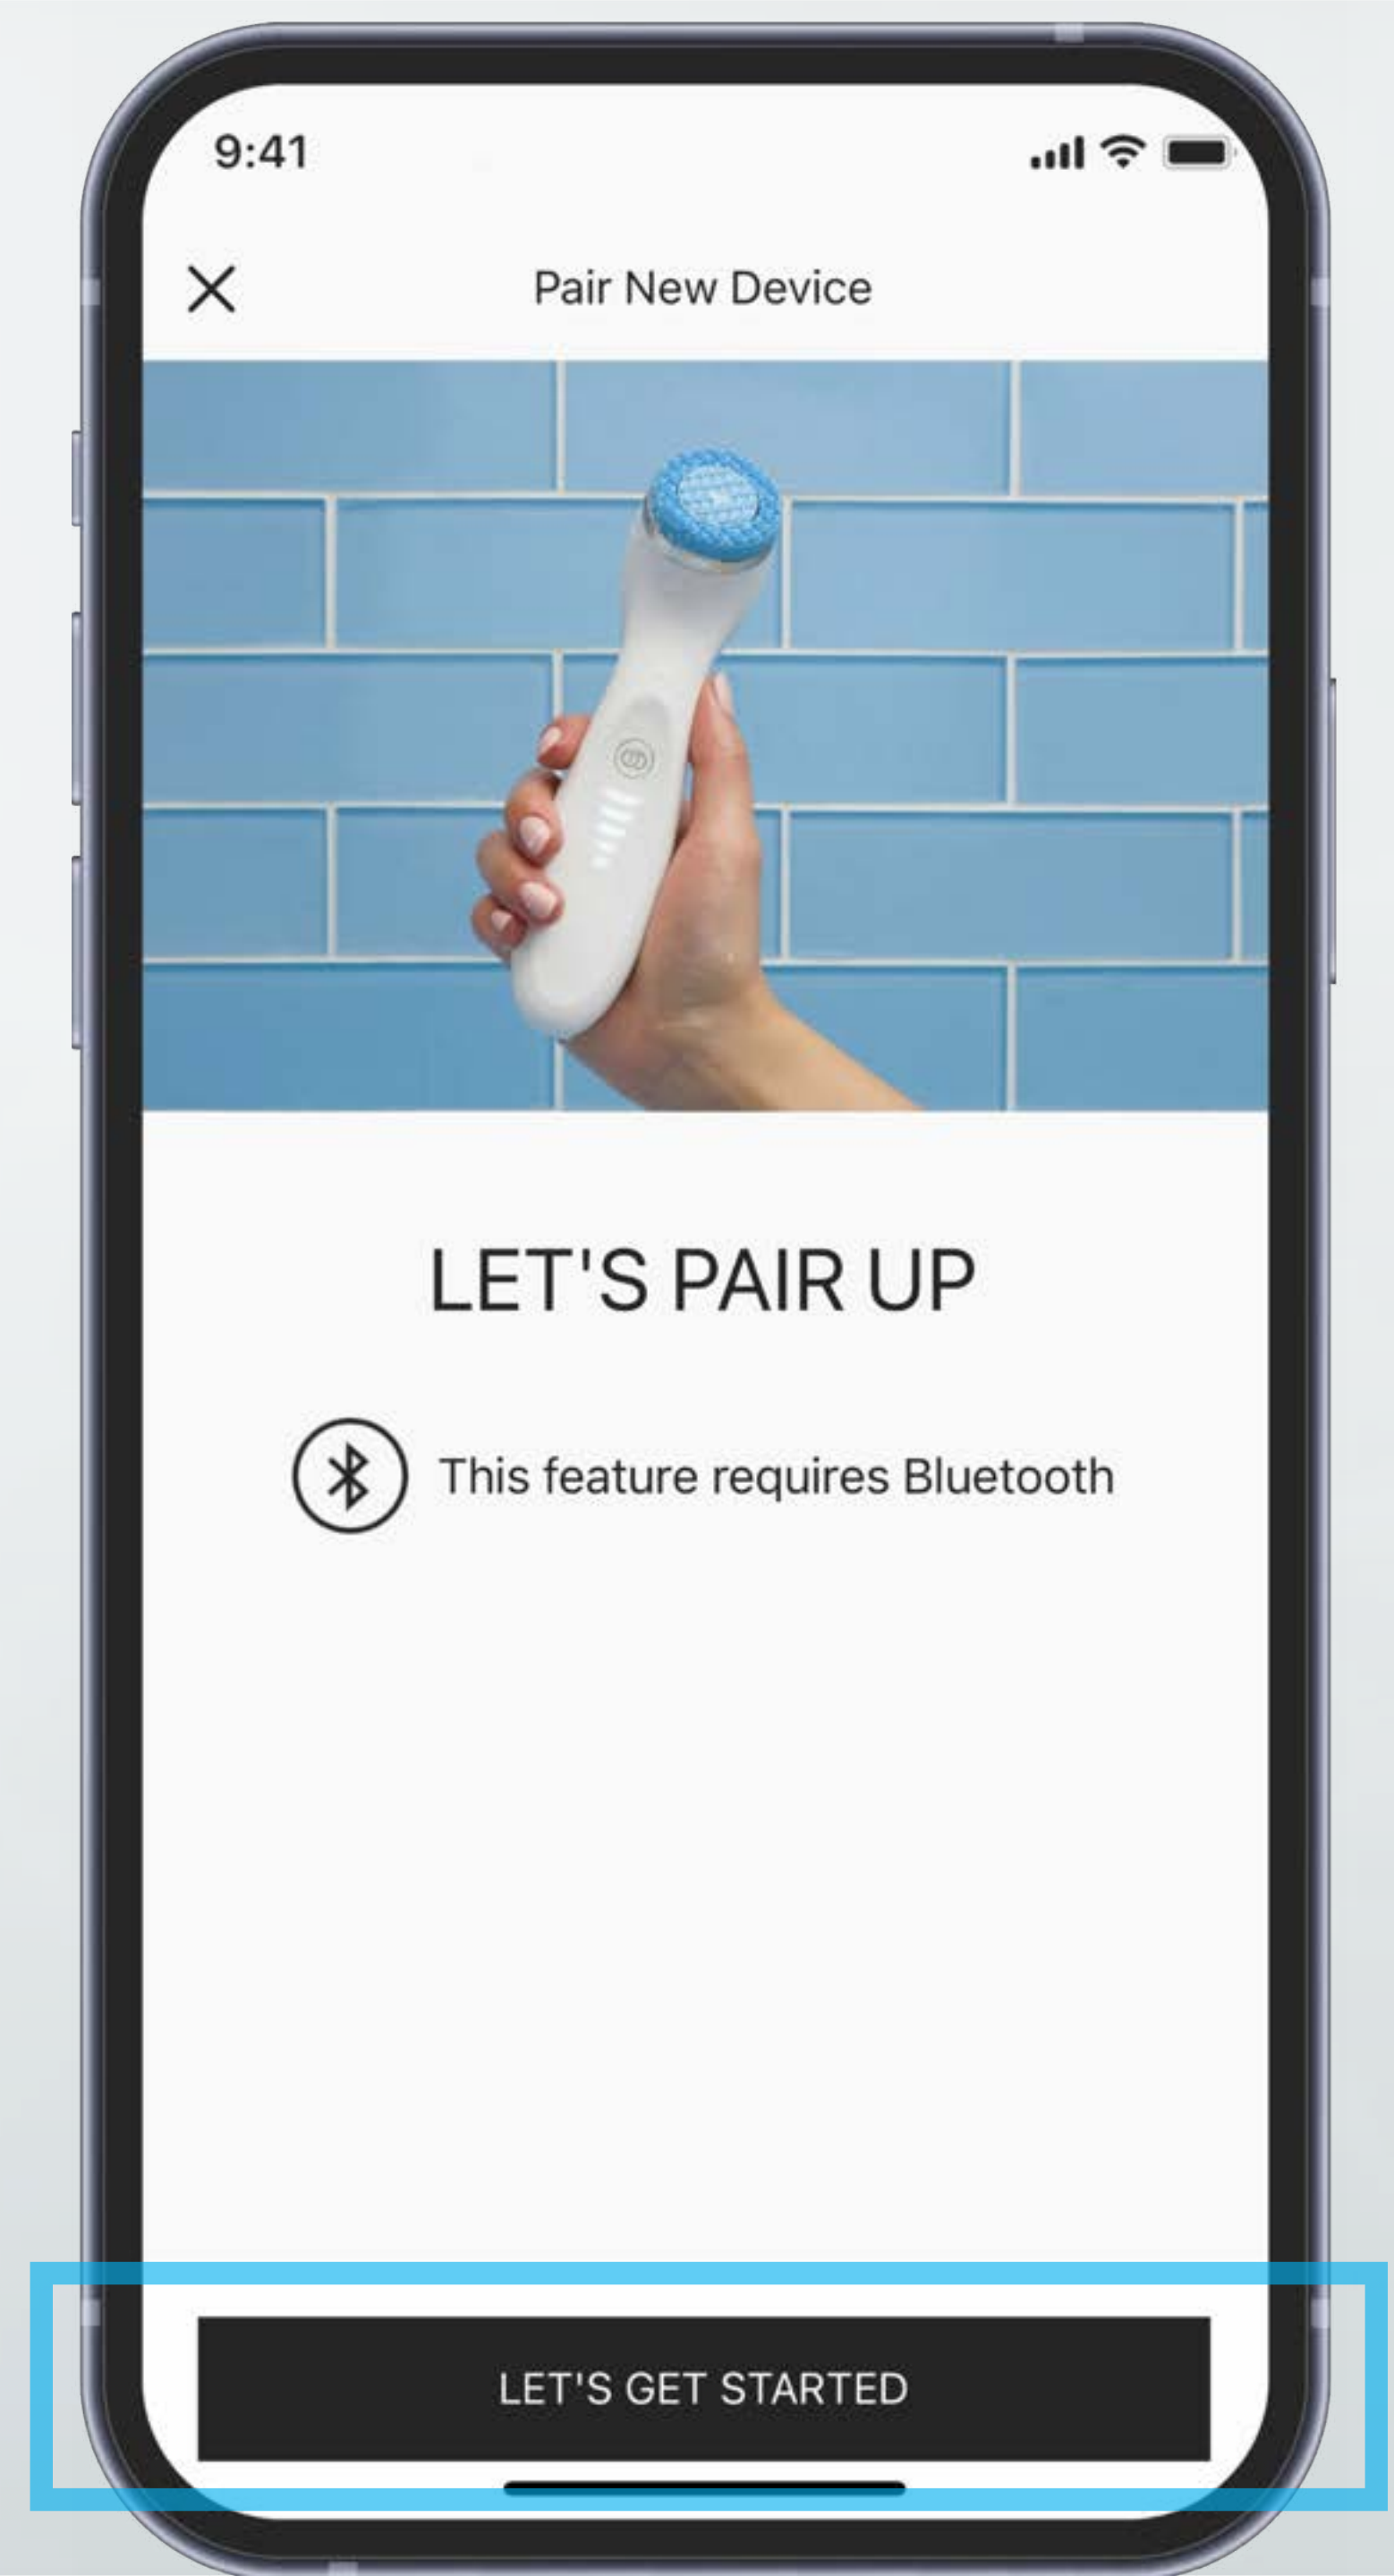 9:41
Pair New Device
LET'S PAIR UP
This feature requires Bluetooth
LET'S GET STARTED